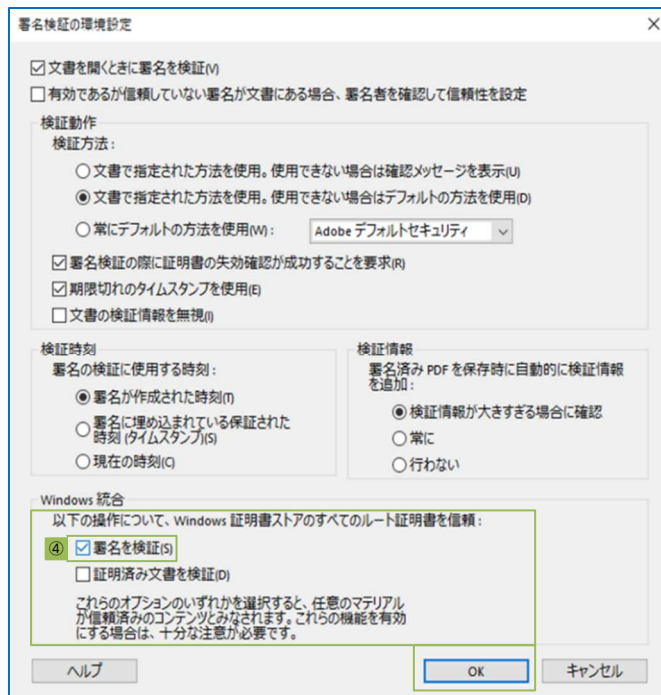 署名検証の環境設定
文書を開くときに署名を検証(V)
有効であるが信頼していない署名が文書にある場合、署名者を確認して信頼性を設定
検証動作
検証方法：
文書で指定された方法を使用。使用できない場合は確認メッセージを表示(U)
文書で指定された方法を使用。使用できない場合はデフォルトの方法を使用(D)
常にデフォルトの方法を使用(W)： Adobe デフォルトセキュリティ
署名検証の際に証明書の失効確認が成功することを要求(R)
期限切れのタイムスタンプを使用(E)
文書の検証情報を無視(I)
検証時刻
署名の検証に使用する時刻：
署名が作成された時刻(T)
署名に埋め込まれている保証された
時刻 (タイムスタンプ)(S)
現在の時刻(C)
検証情報
署名済み PDF を保存時に自動的に検証情報
を追加：
検証情報が大きすぎる場合に確認
常に
行わない
Windows 統合
以下の操作について、Windows 証明書ストアのすべてのルート証明書を信頼：
④ 署名を検証(S)
証明済み文書を検証(D)
これらのオプションのいずれかを選択すると、任意のマテリアル
が信頼済みのコンテンツとみなされます。これらの機能を有効
にする場合は、十分な注意が必要です。
ヘルプ OK キャンセル